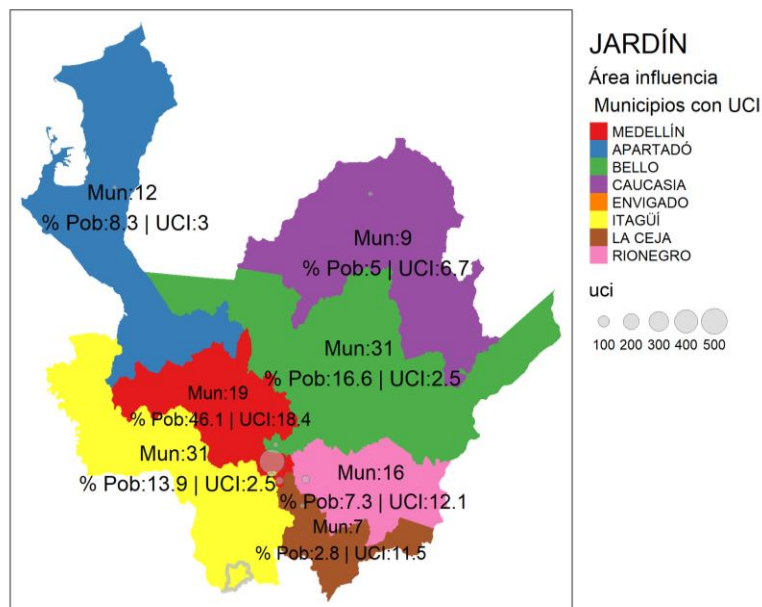 JARDÍN
Área influencia
Municipios con UCI
MEDELLÍN
APARTADÓ
BELLO
CAUCASIA
ENVIGADO
ITAGÜÍ
LA CEJA
RIONEGRO
uci
100 200 300 400 500
Mun:12
% Pob:8.3 | UCI:3
Mun:9
% Pob:5 | UCI:6.7
Mun:31
% Pob:16.6 | UCI:2.5
Mun:19
% Pob:46.1 | UCI:18.4
Mun:31
% Pob:13.9 | UCI:2.5
Mun:16
% Pob:7.3 | UCI:12.1
Mun:7
% Pob:2.8 | UCI:11.5